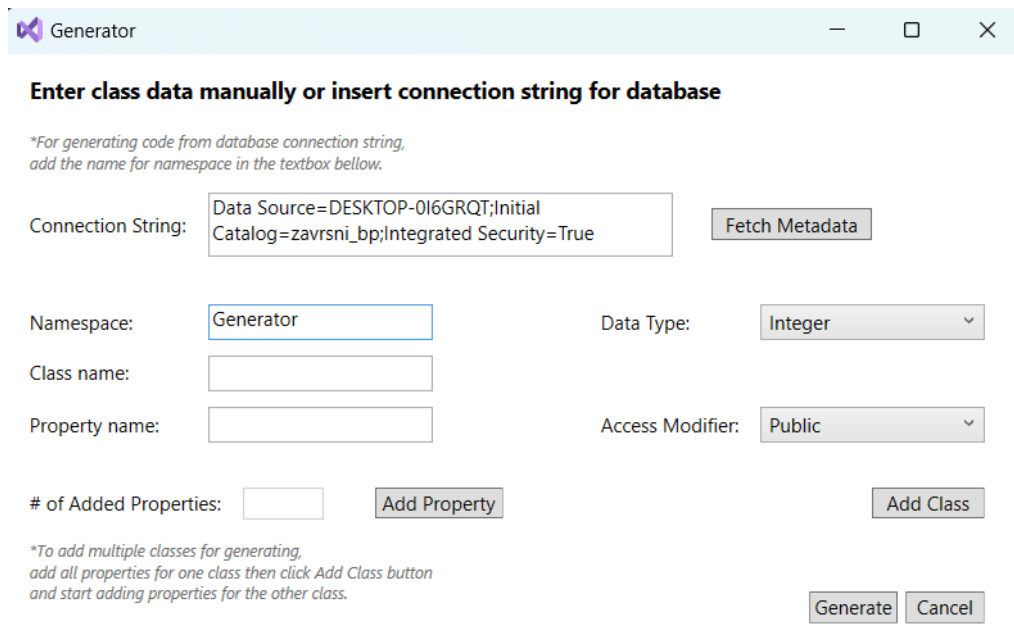 Generator
Enter class data manually or insert connection string for database
*For generating code from database connection string,
add the name for namespace in the textbox bellow.
Connection String:
Data Source=DESKTOP-0I6GRQT;Initial
Catalog=zavrsni_bp;Integrated Security=True
Fetch Metadata
Namespace:
Generator
Data Type:
Integer
Class name:
Property name:
Access Modifier:
Public
# of Added Properties:
Add Property
Add Class
*To add multiple classes for generating,
add all properties for one class then click Add Class button
and start adding properties for the other class.
Generate
Cancel